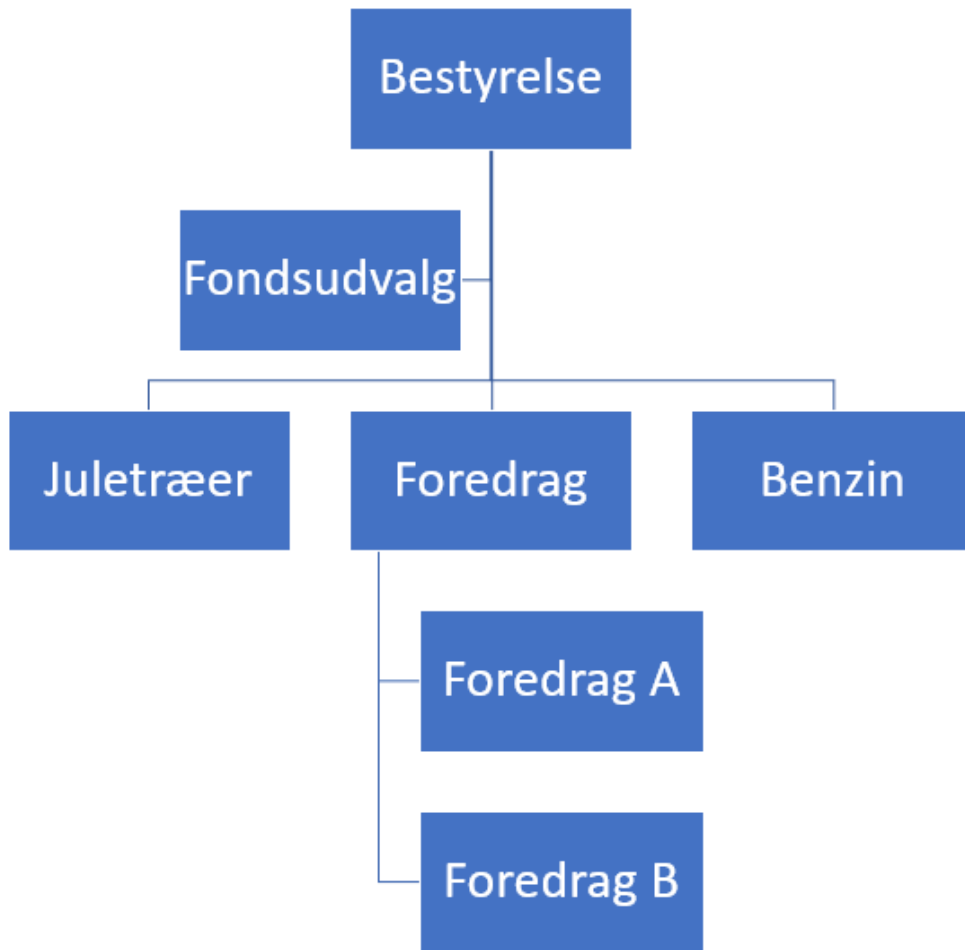 Bestyrelse
Fondsudvalg
Juletræer
Foredrag
Benzin
Foredrag A
Foredrag B